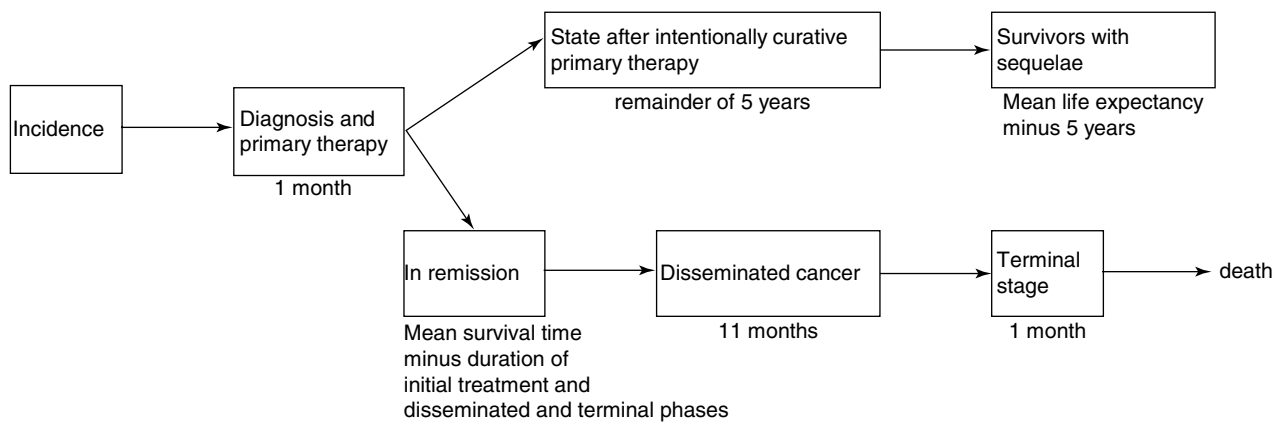 State after intentionally curative
primary therapy
remainder of 5 years
Survivors with
sequelae
Mean life expectancy
minus 5 years
Incidence
Diagnosis and
primary therapy
1 month
In remission
Mean survival time
minus duration of
initial treatment and
disseminated and terminal phases
Disseminated cancer
11 months
Terminal
stage
1 month
death